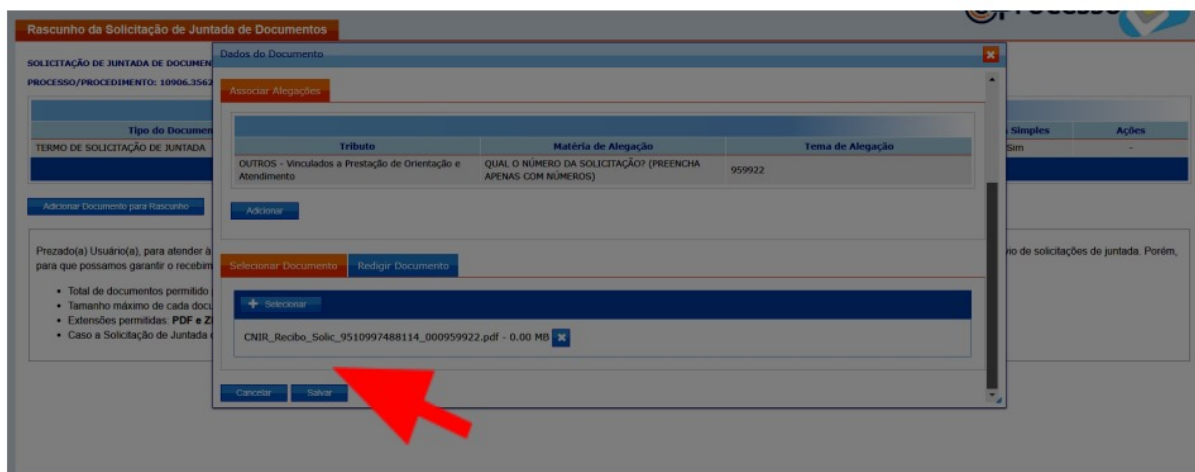 Rascunho da Solicitação de Juntada de Documentos
SOLICITAÇÃO DE JUNTADA DE DOCUMEN
PROCESSO/PROCEDIMENTO: 10906.3562
Tipo do Documen
TERMO DE SOLICITAÇÃO DE JUNTADA
Simples
Ações
Sim
-
Adicionar Documento para Rascunho
Prezado(a) Usuário(a), para atender à
nio de solicitações de juntada. Porém,
para que possamos garantir o recebim
• Total de documentos permitido
• Tamanho máximo de cada docu
• Extensões permitidas: PDF e ZI
• Caso a Solicitação de Juntada
Dados do Documento
Associar Alegações
Tributo
Matéria de Alegação
Tema de Alegação
OUTROS - Vinculados a Prestação de Orientação e
Atendimento
QUAL O NÚMERO DA SOLICITAÇÃO? (PREENCHA
APENAS COM NÚMEROS)
959922
Adicionar
Selecionar Documento
Redigir Documento
+ Selecionar
CNIR_Recibo_Solic_9510997488114_000959922.pdf - 0.00 MB
Cancelar
Salvar